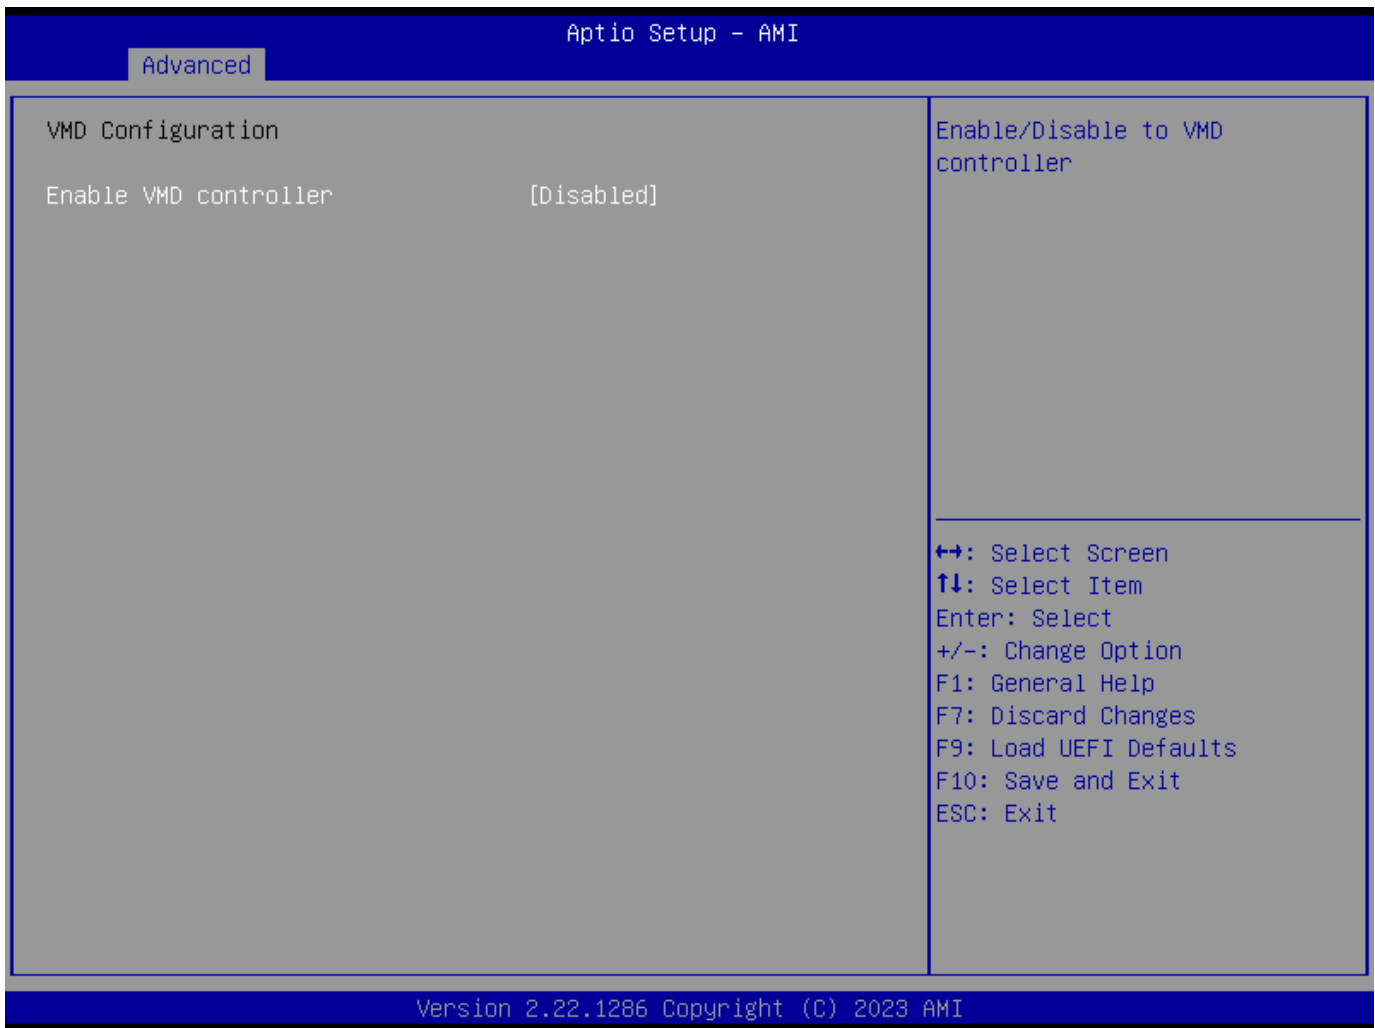 Aptio Setup – AMI
Advanced
VMD Configuration
Enable VMD controller [Disabled]
Enable/Disable to VMD
controller
↔: Select Screen
↑↓: Select Item
Enter: Select
+/-: Change Option
F1: General Help
F7: Discard Changes
F9: Load UEFI Defaults
F10: Save and Exit
ESC: Exit
Version 2.22.1286 Copyright (C) 2023 AMI